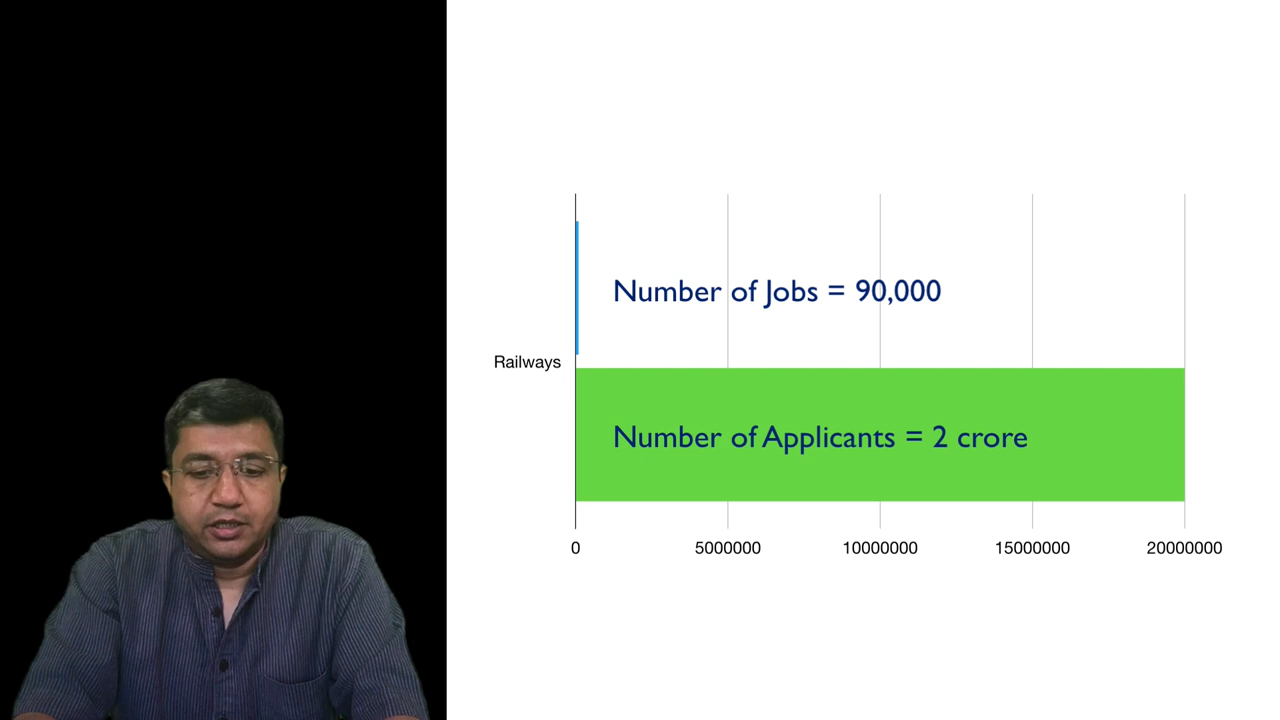 Number of Jobs = 90,000
Railways
Number of Applicants = 2 crore
0 5000000 10000000 15000000 20000000